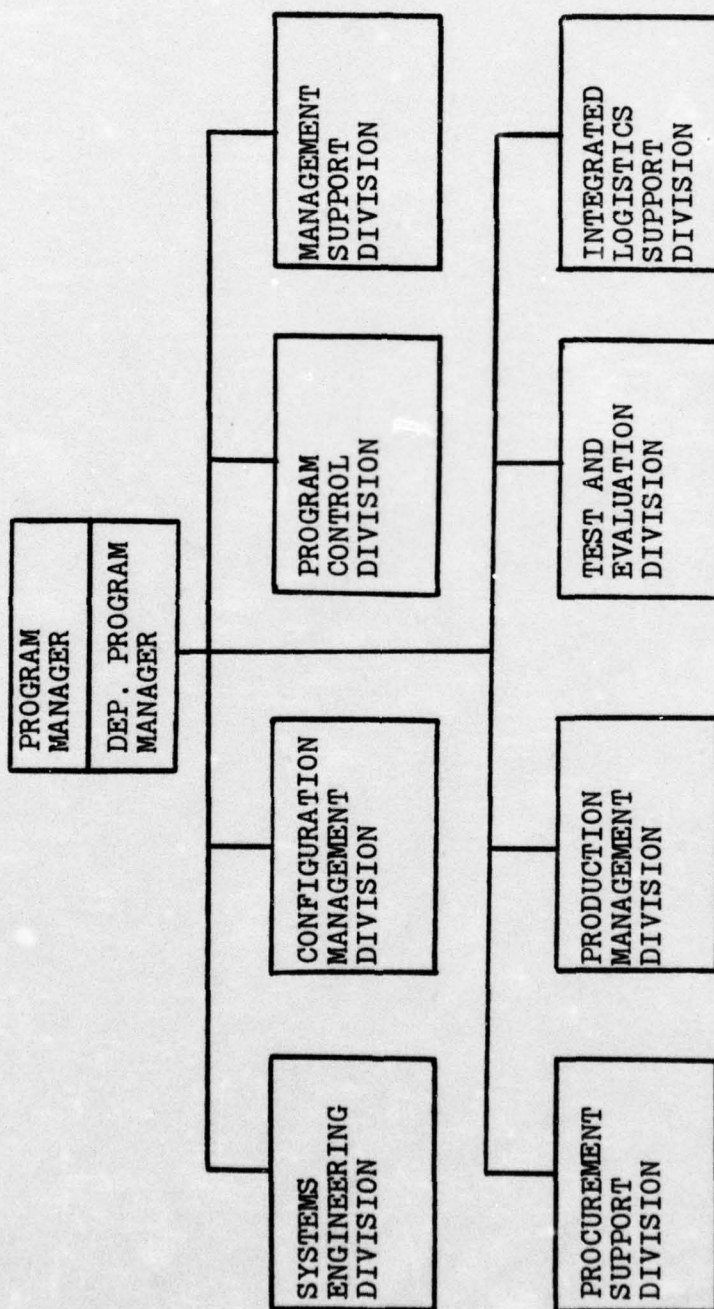 PROGRAM
MANAGER
DEP. PROGRAM
MANAGER
SYSTEMS
ENGINEERING
DIVISION
CONFIGURATION
MANAGEMENT
DIVISION
PROGRAM
CONTROL
DIVISION
MANAGEMENT
SUPPORT
DIVISION
PROCUREMENT
SUPPORT
DIVISION
PRODUCTION
MANAGEMENT
DIVISION
TEST AND
EVALUATION
DIVISION
INTEGRATED
LOGISTICS
SUPPORT
DIVISION